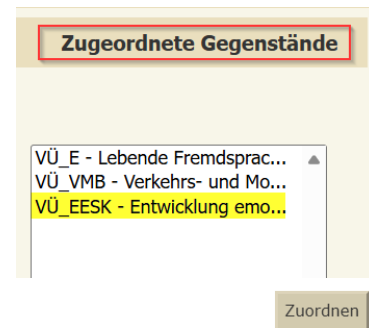 Zugeordnete Gegenstände
VÜ_E - Lebende Fremdsprac...
VÜ_VMB - Verkehrs- und Mo...
VÜ_EESK - Entwicklung emo...
Zuordnen